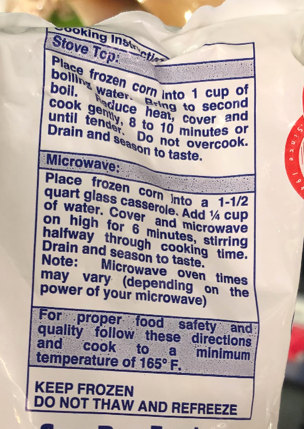 Cooking Instructions
Stove Top:
Place frozen corn into 1 cup of
boiling water. Bring to second
boil. Reduce heat, cover and
cook gently, 8 to 10 minutes or
until tender. Do not overcook.
Drain and season to taste.
Microwave:
Place frozen corn into a 1-1/2
quart glass casserole. Add ¼ cup
of water. Cover and microwave
on high for 6 minutes, stirring
halfway through cooking time.
Drain and season to taste.
Note: Microwave oven times
may vary (depending on the
power of your microwave)
For proper food safety and
quality follow these directions
and cook to a minimum
temperature of 165° F.
KEEP FROZEN
DO NOT THAW AND REFREEZE